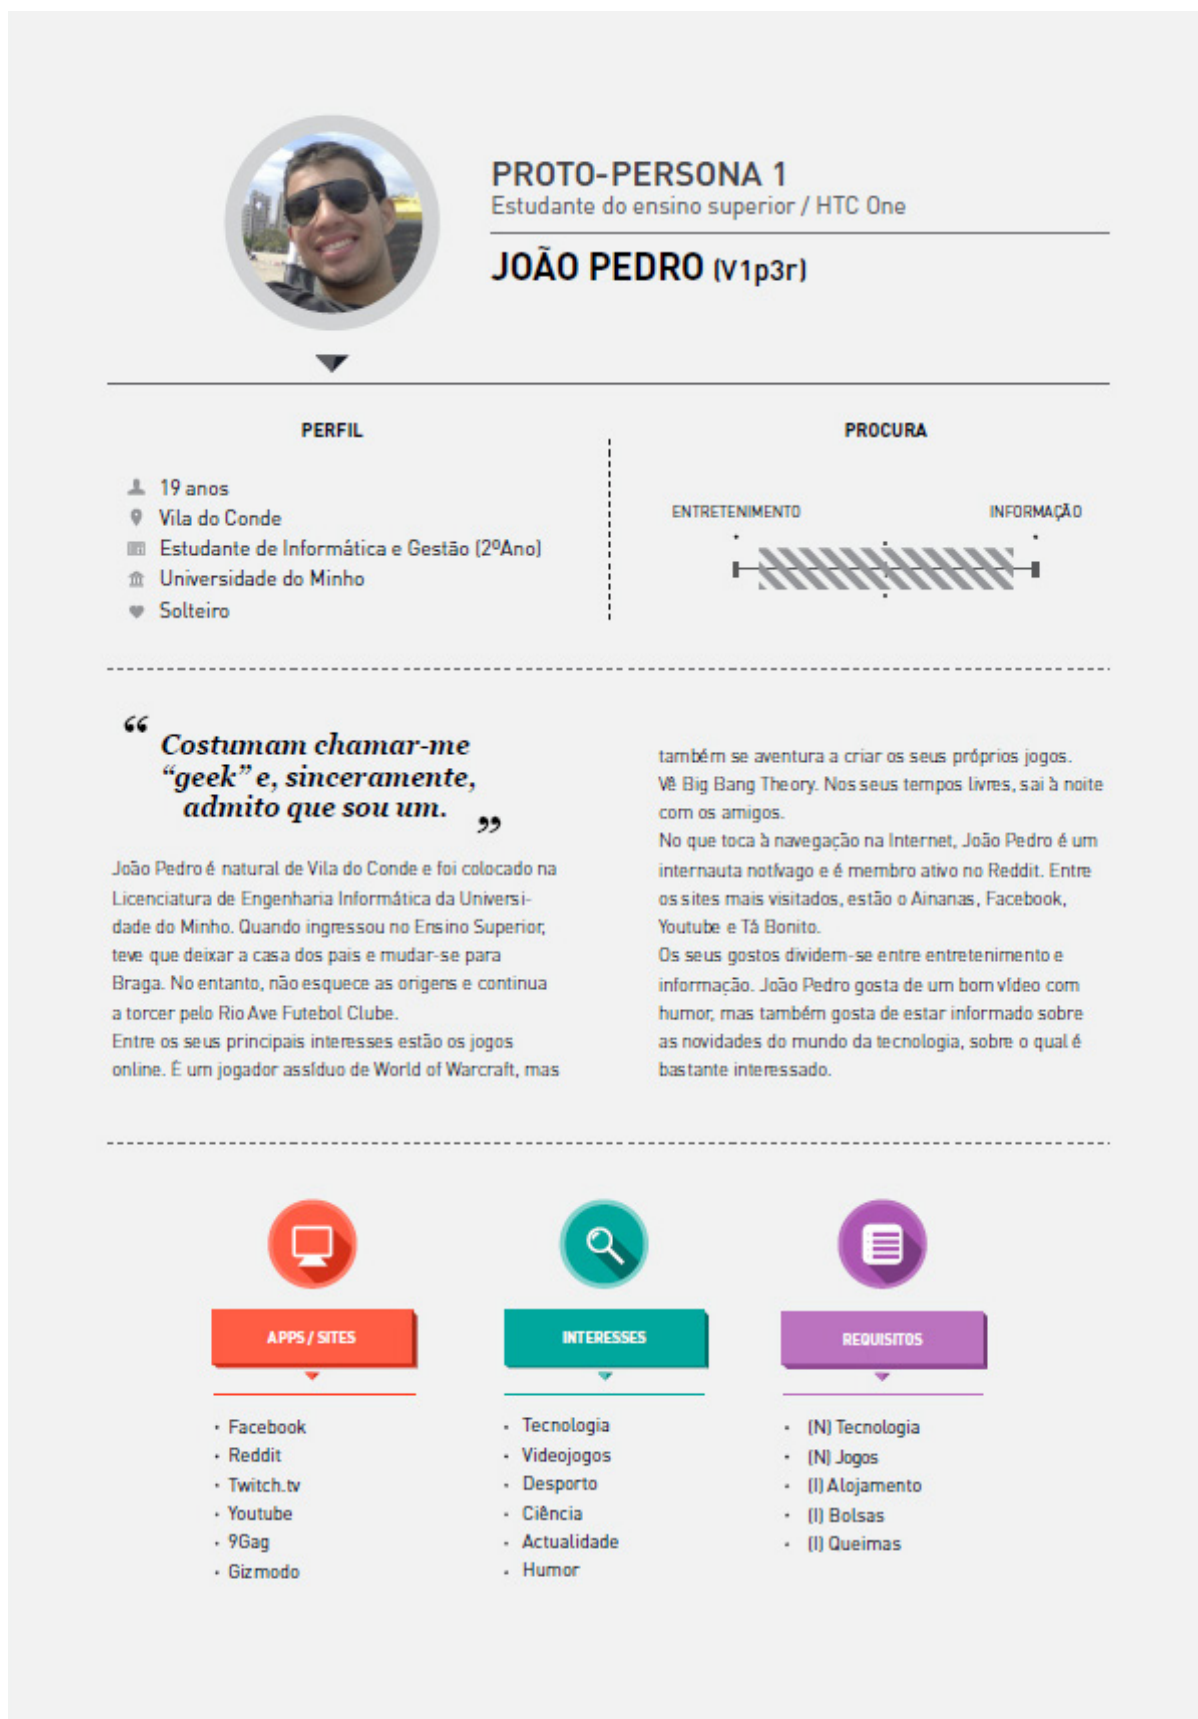 PROTO-PERSONA 1
Estudante do ensino superior / HTC One
JOÃO PEDRO (V1p3r)
PERFIL
19 anos
Vila do Conde
Estudante de Informática e Gestão (2ºAno)
Universidade do Minho
Solteiro
PROCURA
ENTRETENIMENTO INFORMAÇÃO
“ Costumam chamar-me
“geek” e, sinceramente,
admito que sou um. ”
João Pedro é natural de Vila do Conde e foi colocado na
Licenciatura de Engenharia Informática da Universi-
dade do Minho. Quando ingressou no Ensino Superior,
teve que deixar a casa dos pais e mudar-se para
Braga. No entanto, não esquece as origens e continua
a torcer pelo Rio Ave Futebol Clube.
Entre os seus principais interesses estão os jogos
online. É um jogador assíduo de World of Warcraft, mas
também se aventura a criar os seus próprios jogos.
Vê Big Bang Theory. Nos seus tempos livres, sai à noite
com os amigos.
No que toca à navegação na Internet, João Pedro é um
internauta notívago e é membro ativo no Reddit. Entre
os sites mais visitados, estão o Ainanas, Facebook,
Youtube e Tá Bonito.
Os seus gostos dividem-se entre entretenimento e
informação. João Pedro gosta de um bom vídeo com
humor, mas também gosta de estar informado sobre
as novidades do mundo da tecnologia, sobre o qual é
bastante interessado.
APPS / SITES
• Facebook
• Reddit
• Twitch.tv
• Youtube
• 9Gag
• Gizmodo
INTERESSES
• Tecnologia
• Videojogos
• Desporto
• Ciência
• Actualidade
• Humor
REQUISITOS
• (N) Tecnologia
• (N) Jogos
• (I) Alojamento
• (I) Bolsas
• (I) Queimas